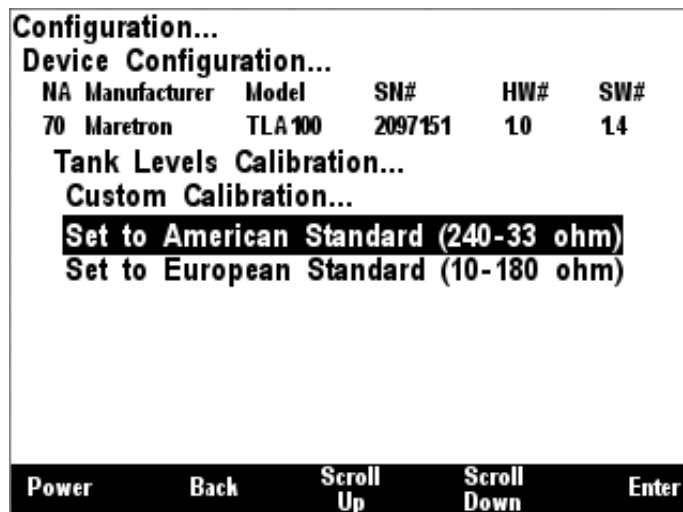 Configuration...
Device Configuration...
NA Manufacturer Model SN# HW# SW#
70 Maretron TLA100 2097151 1.0 1.4
Tank Levels Calibration...
Custom Calibration...
Set to American Standard (240-33 ohm)
Set to European Standard (10-180 ohm)
Power Back Scroll Up Scroll Down Enter